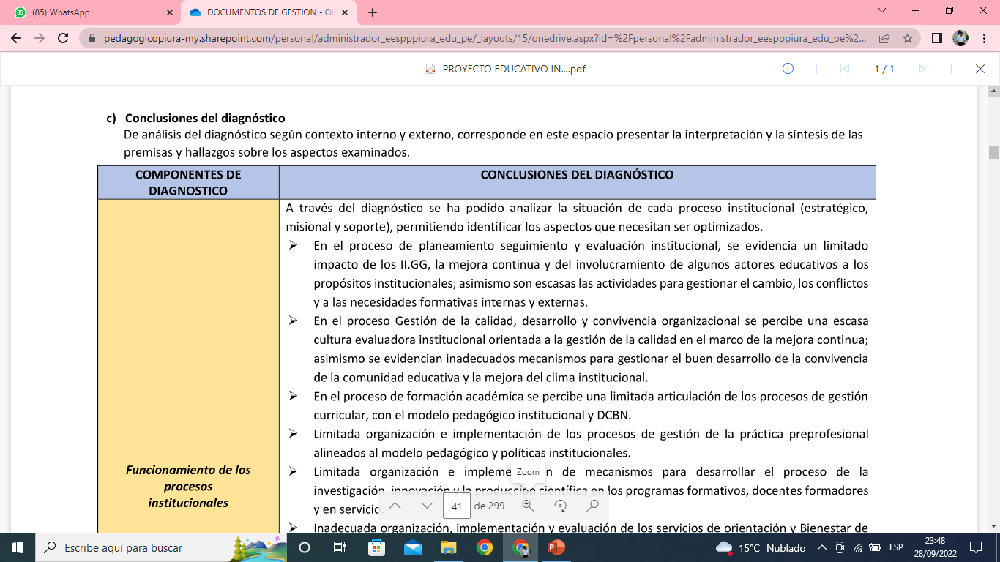 (85) WhatsApp
DOCUMENTOS DE GESTION - On
pedagogicopiura-my.sharepoint.com/personal/administrador_eespppiura_edu_pe/_layouts/15/onedrive.aspx?id=%2Fpersonal%2Fadministrador_eespppiura_edu_pe%2...
PROYECTO EDUCATIVO IN....pdf
1 / 1
c) Conclusiones del diagnóstico
De análisis del diagnóstico según contexto interno y externo, corresponde en este espacio presentar la interpretación y la síntesis de las
premisas y hallazgos sobre los aspectos examinados.
COMPONENTES DE
DIAGNOSTICO
CONCLUSIONES DEL DIAGNÓSTICO
Funcionamiento de los
procesos
institucionales
A través del diagnóstico se ha podido analizar la situación de cada proceso institucional (estratégico,
misional y soporte), permitiendo identificar los aspectos que necesitan ser optimizados.
➢ En el proceso de planeamiento seguimiento y evaluación institucional, se evidencia un limitado
impacto de los II.GG, la mejora continua y del involucramiento de algunos actores educativos a los
propósitos institucionales; asimismo son escasas las actividades para gestionar el cambio, los conflictos
y a las necesidades formativas internas y externas.
➢ En el proceso Gestión de la calidad, desarrollo y convivencia organizacional se percibe una escasa
cultura evaluadora institucional orientada a la gestión de la calidad en el marco de la mejora continua;
asimismo se evidencian inadecuados mecanismos para gestionar el buen desarrollo de la convivencia
de la comunidad educativa y la mejora del clima institucional.
➢ En el proceso de formación académica se percibe una limitada articulación de los procesos de gestión
curricular, con el modelo pedagógico institucional y DCBN.
➢ Limitada organización e implementación de los procesos de gestión de la práctica preprofesional
alineados al modelo pedagógico y políticas institucionales.
➢ Limitada organización e impleme n de mecanismos para desarrollar el proceso de la
investigación, innovación y la producción científica en los programas formativos, docentes formadores
y en servicio.
➢ Inadecuada organización, implementación y evaluación de los servicios de orientación y Bienestar de
Zoom
41 de 299
Escribe aquí para buscar
15°C Nublado
ESP
23:48
28/09/2022